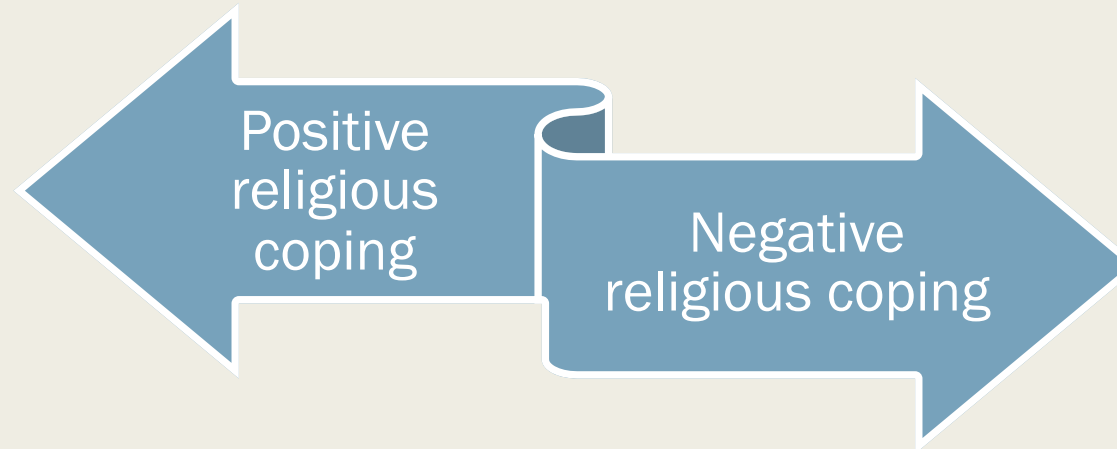 Positive
religious
coping
Negative
religious coping